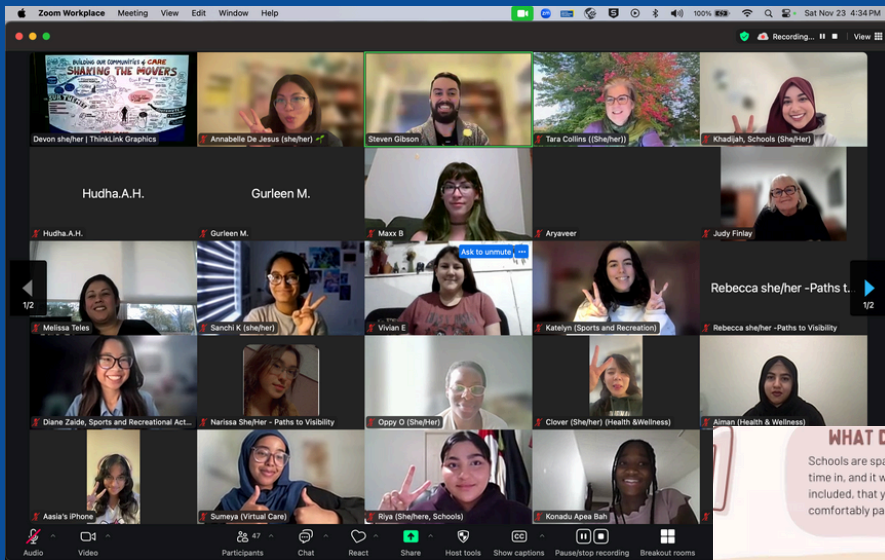 Zoom Workplace Meeting View Edit Window Help
100% Sat Nov 23 4:34 PM
Recording... View
BUILDING OUR COMMUNITIES of CARE
SHAKING THE MOVERS
Devon she/her | ThinkLink Graphics
Annabelle De Jesus (she/her)
Steven Gibson
Tara Collins ((She/her))
Khadijah, Schools (She/Her)
Hudha.A.H.
Gurleen M.
Hudha.A.H.
Gurleen M.
Maxx B
Aryaveer
Judy Finlay
Ask to unmute ...
Rebecca she/her -Paths t...
1/2
1/2
Melissa Teles
Sanchi K (she/her)
Vivian E
Katelyn (Sports and Recreation)
Rebecca she/her -Paths to Visibility
Diane Zaide, Sports and Recreational Act...
Narissa She/Her - Paths to Visibility
Oppy O (She/Her)
Clover (She/her) (Health &Wellness)
Aiman (Health & Wellness)
Aasia's iPhone
Sumeya (Virtual Care)
Riya (She/here, Schools)
Konadu Apea Bah
WHAT D
Schools are spa
time in, and it w
included, that y
comfortably pa
47
Audio Video Participants Chat React Share Host tools Show captions Pause/stop recording Breakout rooms